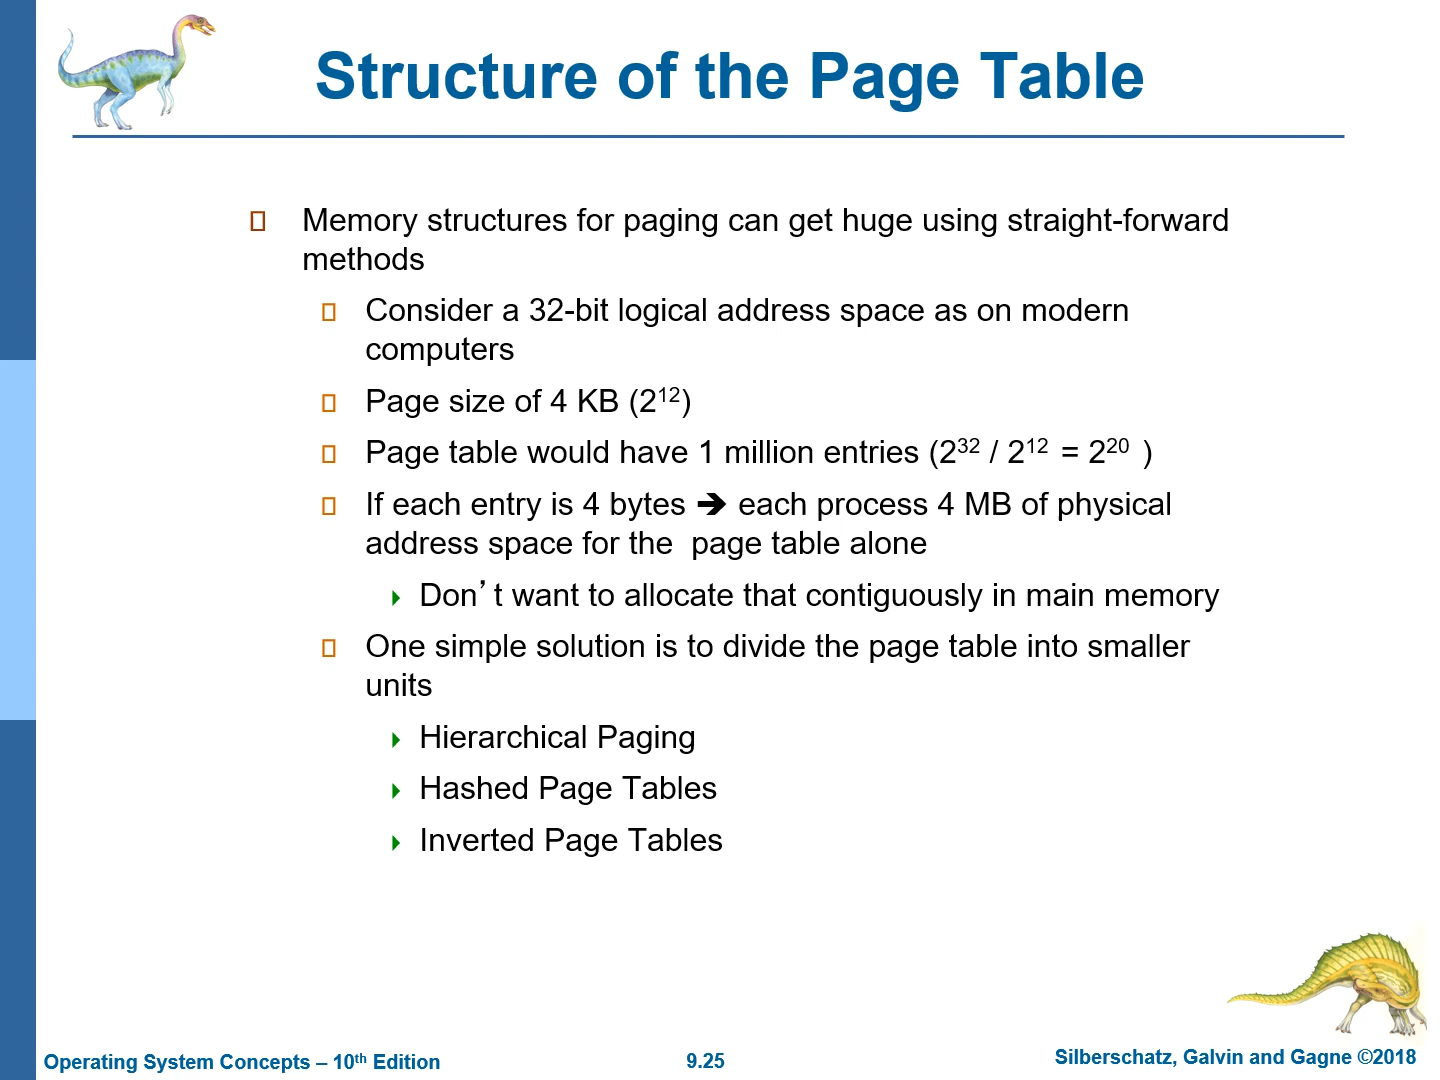 Structure of the Page Table
Memory structures for paging can get huge using straight-forward
methods
Consider a 32-bit logical address space as on modern
computers
Page size of 4 KB (2¹²)
Page table would have 1 million entries (2³² / 2¹² = 2²⁰ )
If each entry is 4 bytes ➔ each process 4 MB of physical
address space for the  page table alone
Don’t want to allocate that contiguously in main memory
One simple solution is to divide the page table into smaller
units
Hierarchical Paging
Hashed Page Tables
Inverted Page Tables
Operating System Concepts – 10ᵗʰ Edition
9.25
Silberschatz, Galvin and Gagne ©2018